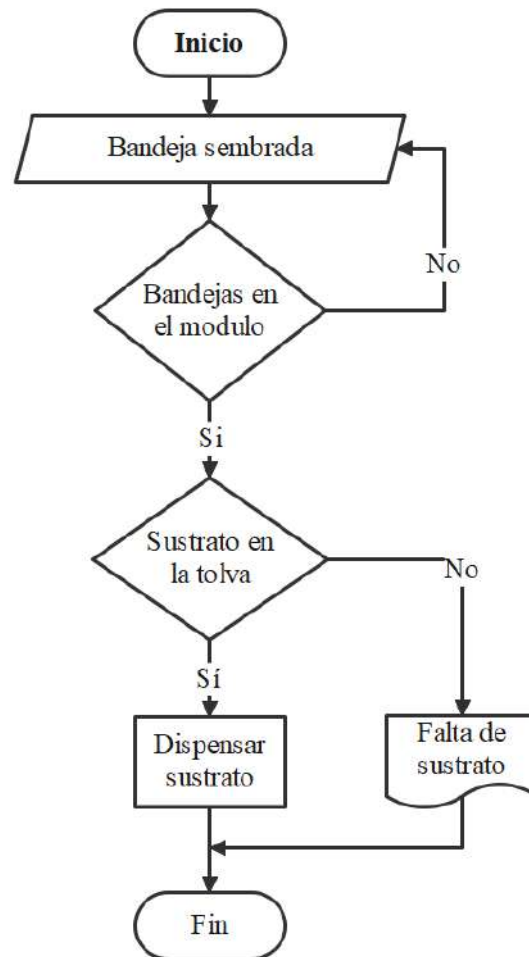 Inicio
Bandeja sembrada
No
Bandejas en
el modulo
Si
Sustrato en
la tolva
No
Sí
Dispensar
sustrato
Falta de
sustrato
Fin